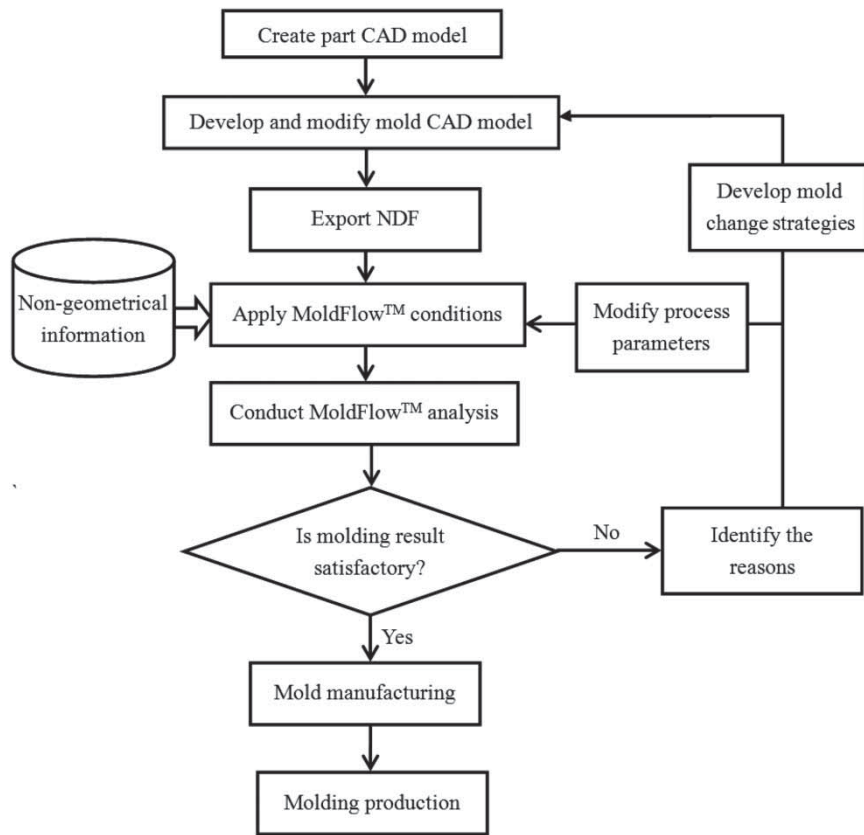 Create part CAD model
Develop and modify mold CAD model
Develop mold
change strategies
Export NDF
Non-geometrical
information
Apply MoldFlow™ conditions
Modify process
parameters
Conduct MoldFlow™ analysis
Is molding result
satisfactory?
No
Identify the
reasons
Yes
Mold manufacturing
Molding production